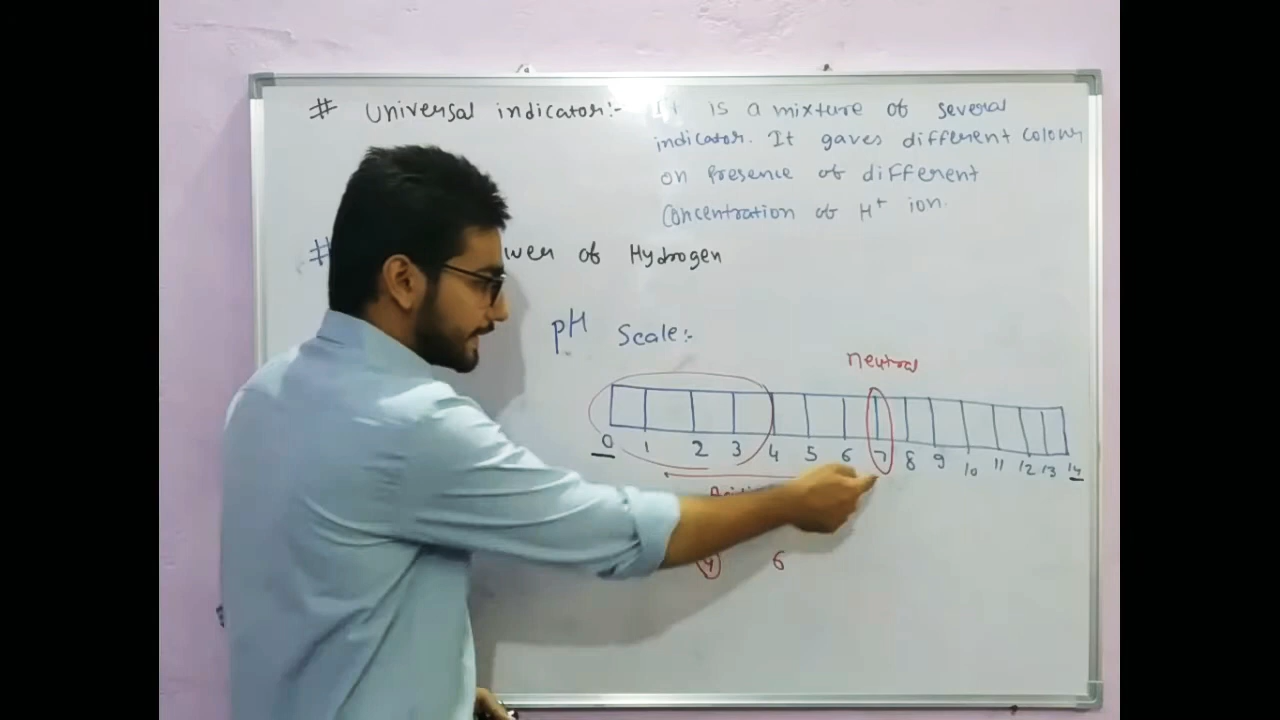 # Universal indicator:- It is a mixture of several
indicator. It gaves different colour
on Presence of different
Concentration of H+ ion.
# of Hydrogen
pH Scale:-
neutral
0 1 2 3 4 5 6 7 8 9 10 11 12 13 14
4 6